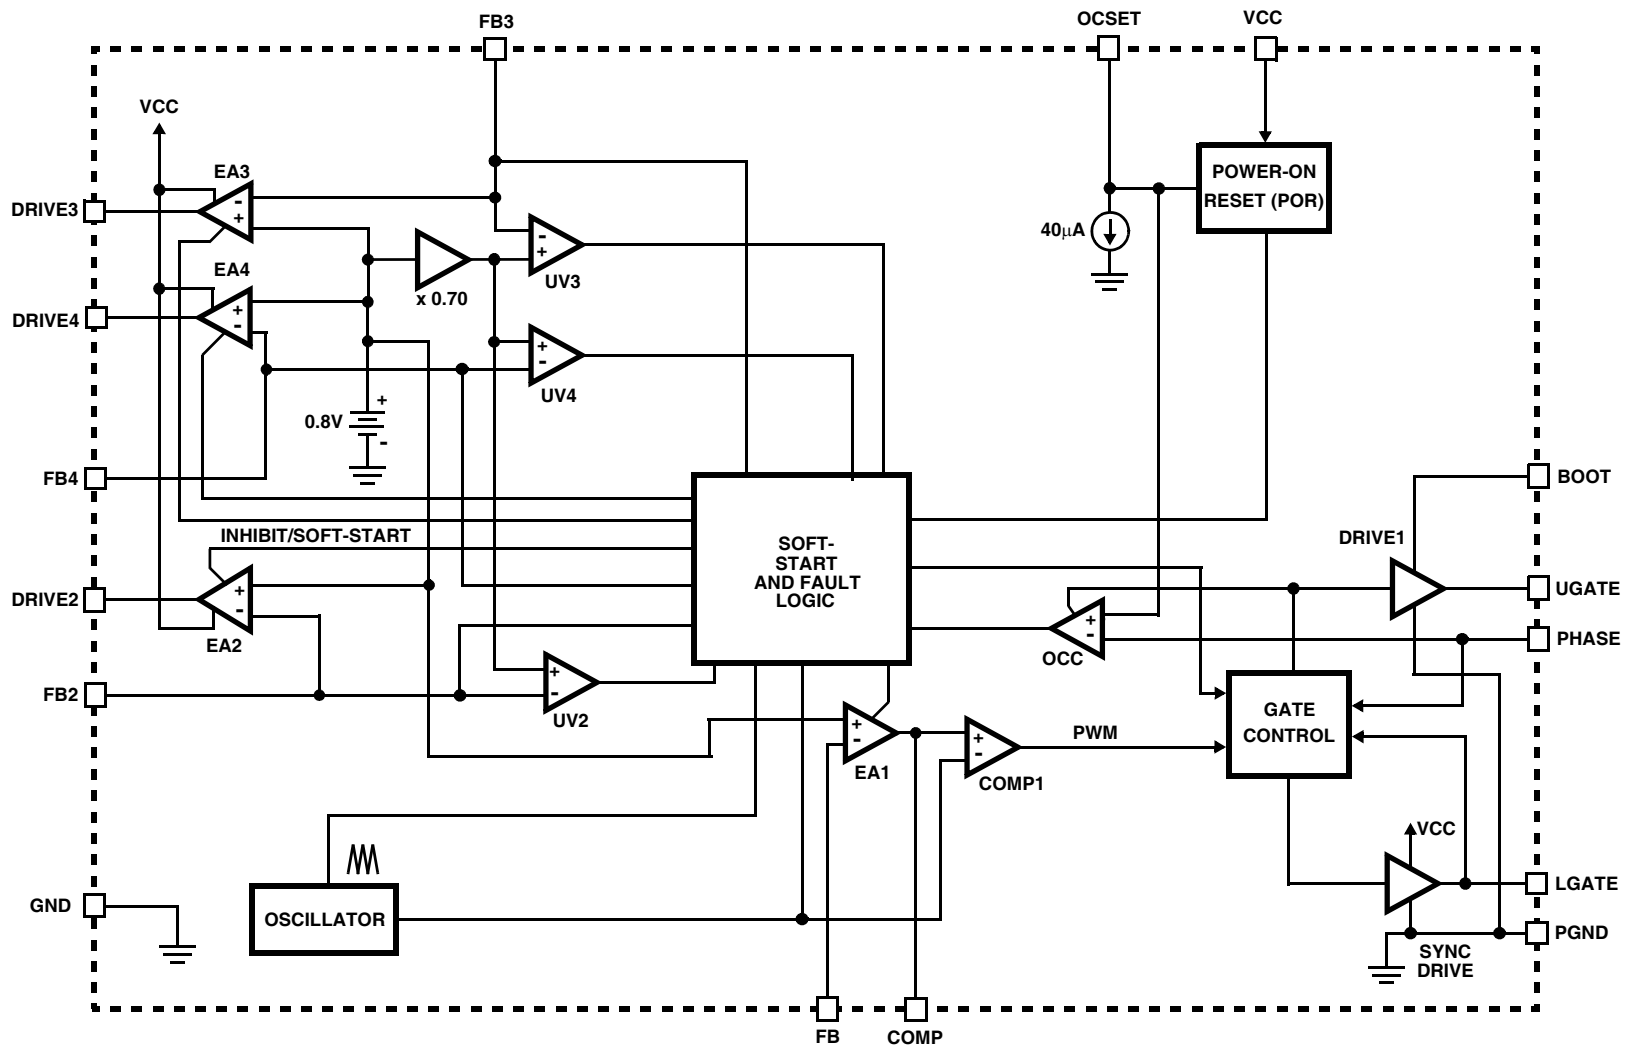 FB3
OCSET
VCC
VCC
EA3
-
+
DRIVE3
POWER-ON
RESET (POR)
40µA
EA4
+
-
DRIVE4
x 0.70
-
+
UV3
+
-
UV4
0.8V
+
-
FB4
BOOT
INHIBIT/SOFT-START
SOFT-
START
AND FAULT
LOGIC
DRIVE1
DRIVE2
+
-
EA2
UGATE
+
-
OCC
PHASE
FB2
+
-
UV2
GATE
CONTROL
+
-
EA1
+
-
COMP1
PWM
VCC
LGATE
GND
OSCILLATOR
PGND
SYNC
DRIVE
FB
COMP